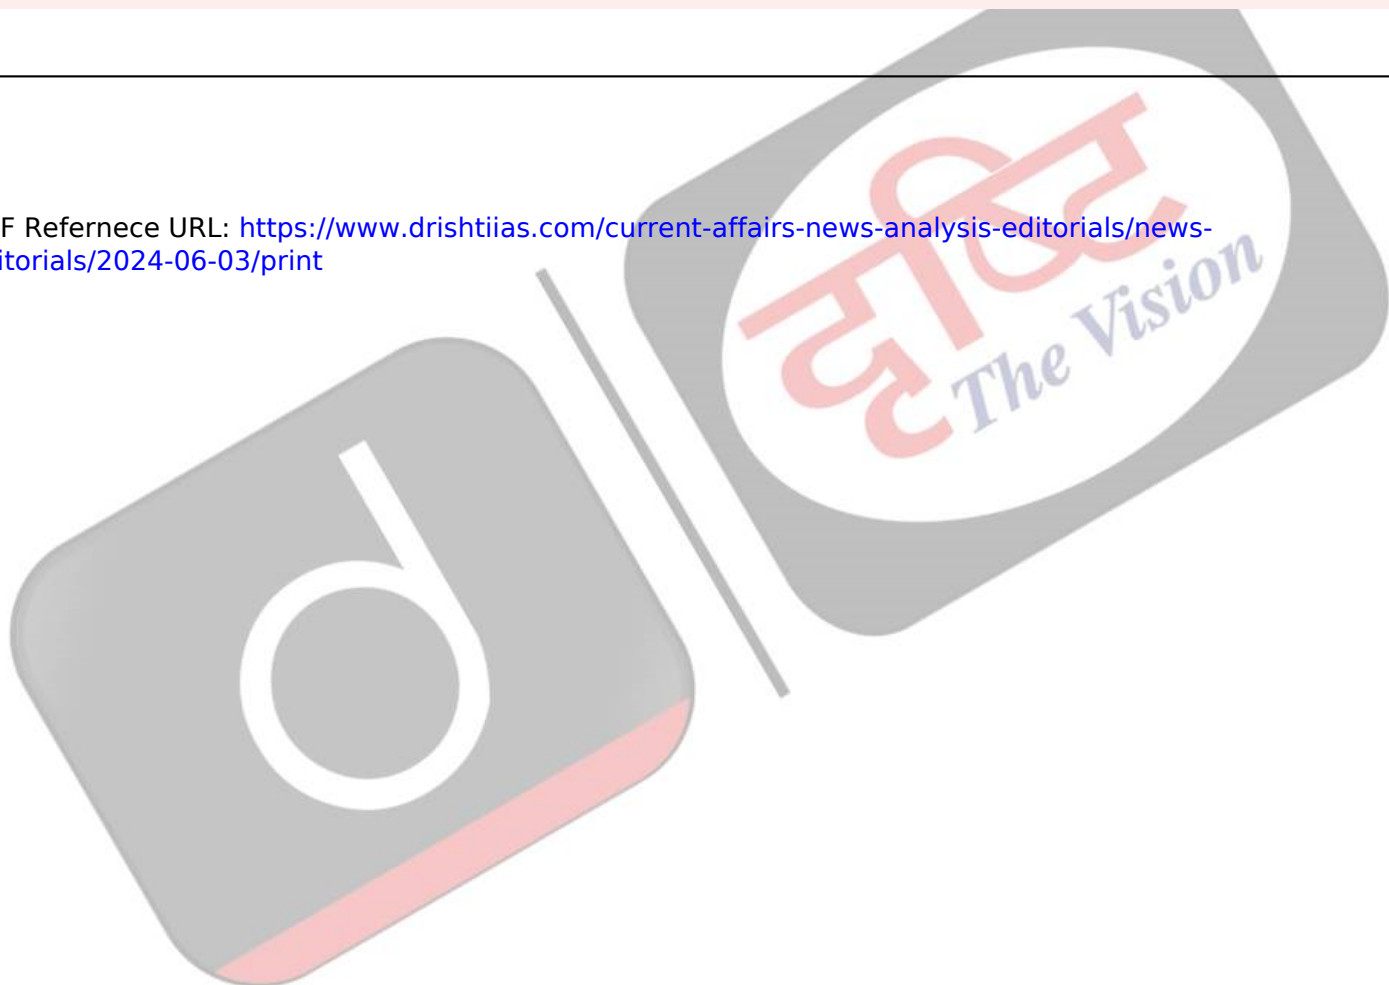 F Refernece URL: https://www.drishtiias.com/current-affairs-news-analysis-editorials/news-
itorials/2024-06-03/print
दृष्टि
The Vision
d